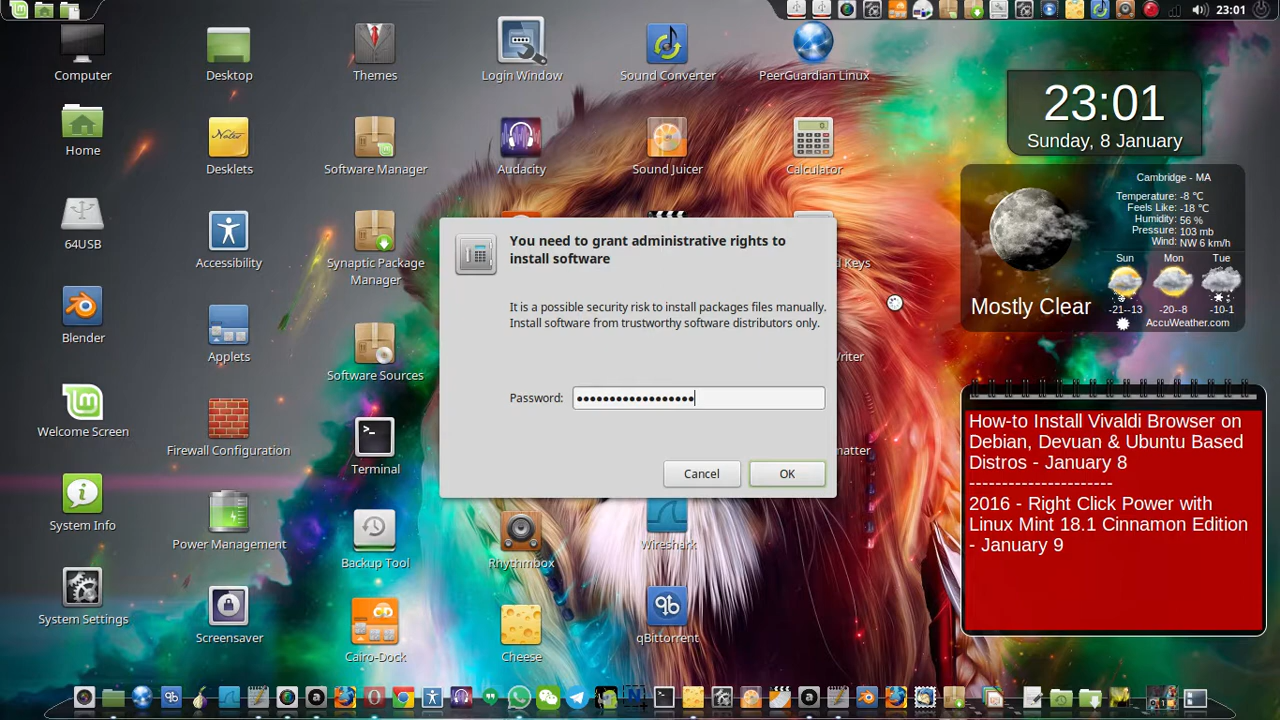 23:01
Computer
Desktop
Themes
Login Window
Sound Converter
PeerGuardian Linux
Home
Notes
Desklets
Software Manager
Audacity
Sound Juicer
Calculator
64USB
Accessibility
Synaptic Package
Manager
Keys
Blender
Applets
Software Sources
Welcome Screen
Firewall Configuration
>_
Terminal
System Info
Power Management
Backup Tool
Rhythmbox
Wireshark
System Settings
Screensaver
CD
Cairo-Dock
Cheese
qb
qBittorrent
You need to grant administrative rights to
install software
It is a possible security risk to install packages files manually.
Install software from trustworthy software distributors only.
Password: ••••••••••••••••••
Cancel
OK
23:01
Sunday, 8 January
Cambridge - MA
Temperature: -8 ℃
Feels Like: -18 ℃
Humidity: 56 %
Pressure: 103 mb
Wind: NW 6 km/h
Mostly Clear
Sun Mon Tue
-21--13 -20--8 -10-1
AccuWeather.com
How-to Install Vivaldi Browser on
Debian, Devuan & Ubuntu Based
Distros - January 8
----------------------
2016 - Right Click Power with
Linux Mint 18.1 Cinnamon Edition
- January 9